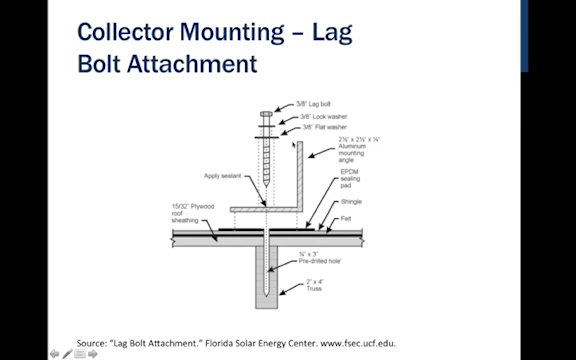 Collector Mounting – Lag
Bolt Attachment
3/8" Lag bolt
3/8" Lock washer
3/8" Flat washer
2½" x 2½" x ¼"
Aluminum
mounting
angle
Apply sealant
EPDM
sealing
pad
Shingle
15/32" Plywood
roof
sheathing
Felt
¼" x 3"
Pre-drilled hole
2" x 4"
Truss
Source: "Lag Bolt Attachment." Florida Solar Energy Center. www.fsec.ucf.edu.